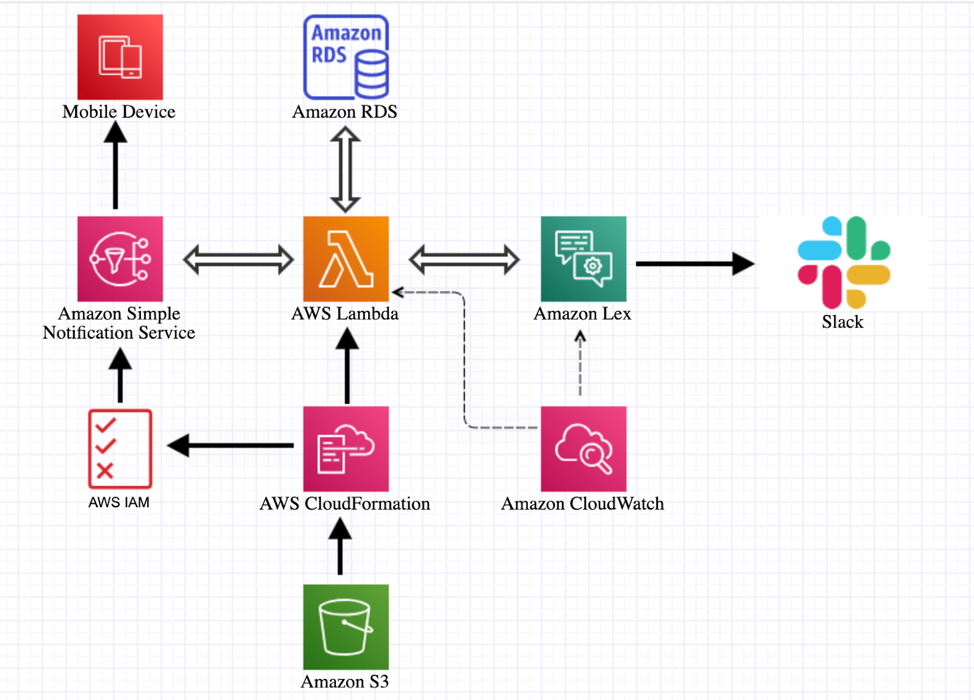 Amazon
RDS
Mobile Device
Amazon RDS
Amazon Simple
Notification Service
AWS Lambda
Amazon Lex
Slack
AWS IAM
AWS CloudFormation
Amazon CloudWatch
Amazon S3